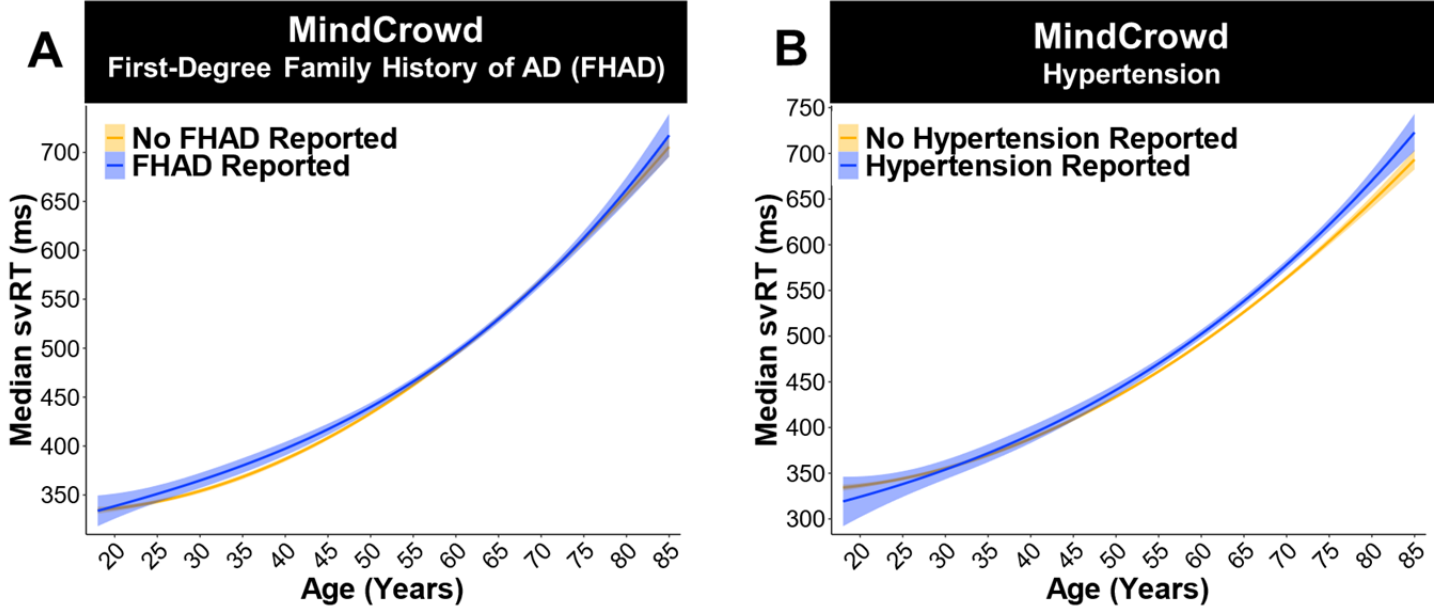 A
MindCrowd
First-Degree Family History of AD (FHAD)
No FHAD Reported
FHAD Reported
Median svRT (ms)
700
650
600
550
500
450
400
350
20 25 30 35 40 45 50 55 60 65 70 75 80 85
Age (Years)
B
MindCrowd
Hypertension
No Hypertension Reported
Hypertension Reported
Median svRT (ms)
750
700
650
600
550
500
450
400
350
300
20 25 30 35 40 45 50 55 60 65 70 75 80 85
Age (Years)